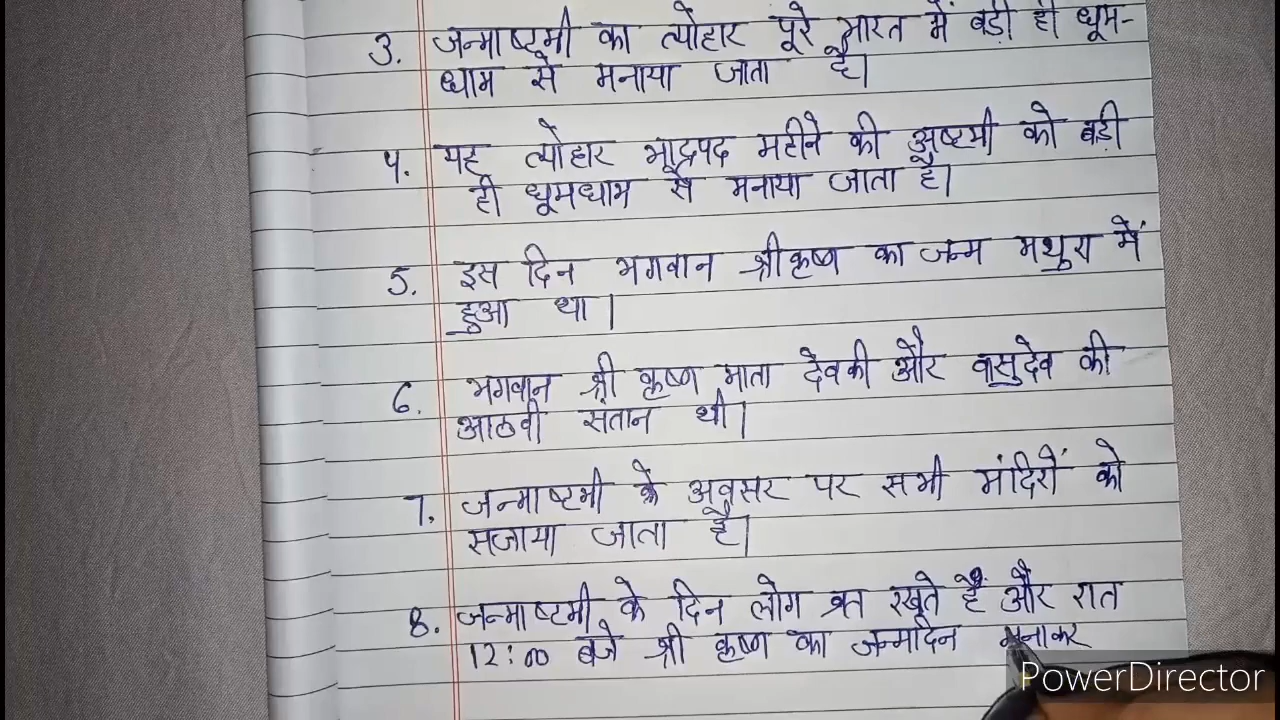 3. जन्माष्टमी का त्योहार पूरे भारत में बड़ी ही धूम-
धाम से मनाया जाता है।
4. यह त्योहार भाद्रपद महीने की अष्टमी को बड़ी
ही धूमधाम से मनाया जाता है।
5. इस दिन भगवान श्रीकृष्ण का जन्म मथुरा में
हुआ था।
6. भगवान श्री कृष्ण माता देवकी और वासुदेव की
आठवी संतान थी।
7. जन्माष्टमी के अवसर पर सभी मंदिरों को
सजाया जाता है।
8. जन्माष्टमी के दिन लोग व्रत रखते हैं और रात
12:00 बजे श्री कृष्ण का जन्मदिन मनाकर
PowerDirector